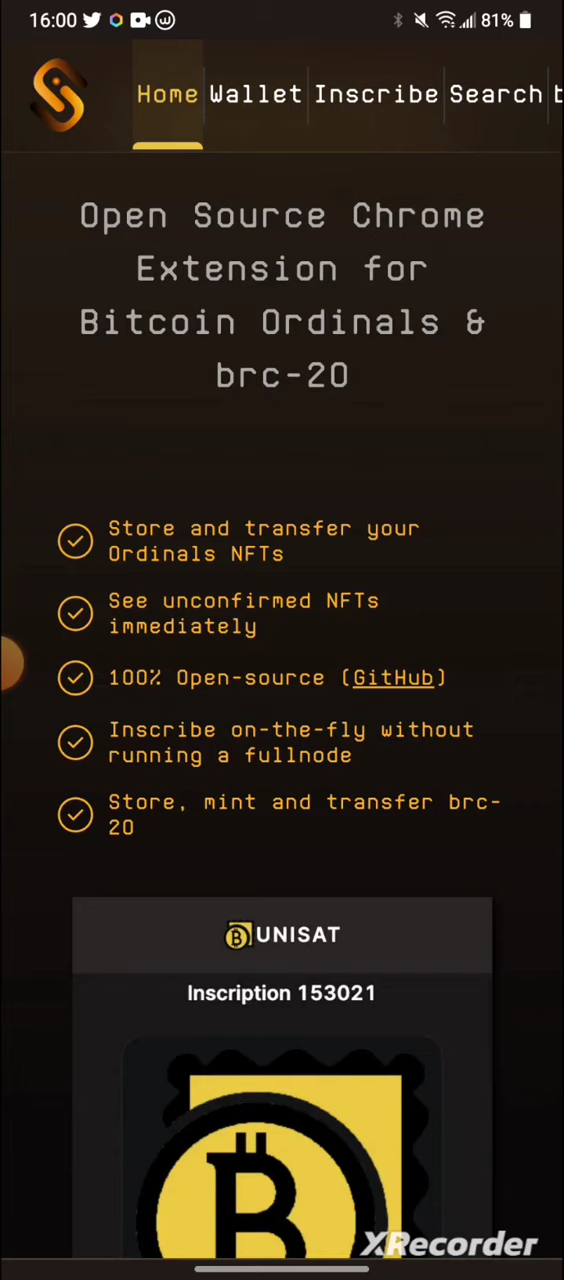 16:00 81%
Home Wallet Inscribe Search
Open Source Chrome
Extension for
Bitcoin Ordinals &
brc-20
Store and transfer your
Ordinals NFTs
See unconfirmed NFTs
immediately
100% Open-source (GitHub)
Inscribe on-the-fly without
running a fullnode
Store, mint and transfer brc-
20
UNISAT
Inscription 153021
XRecorder